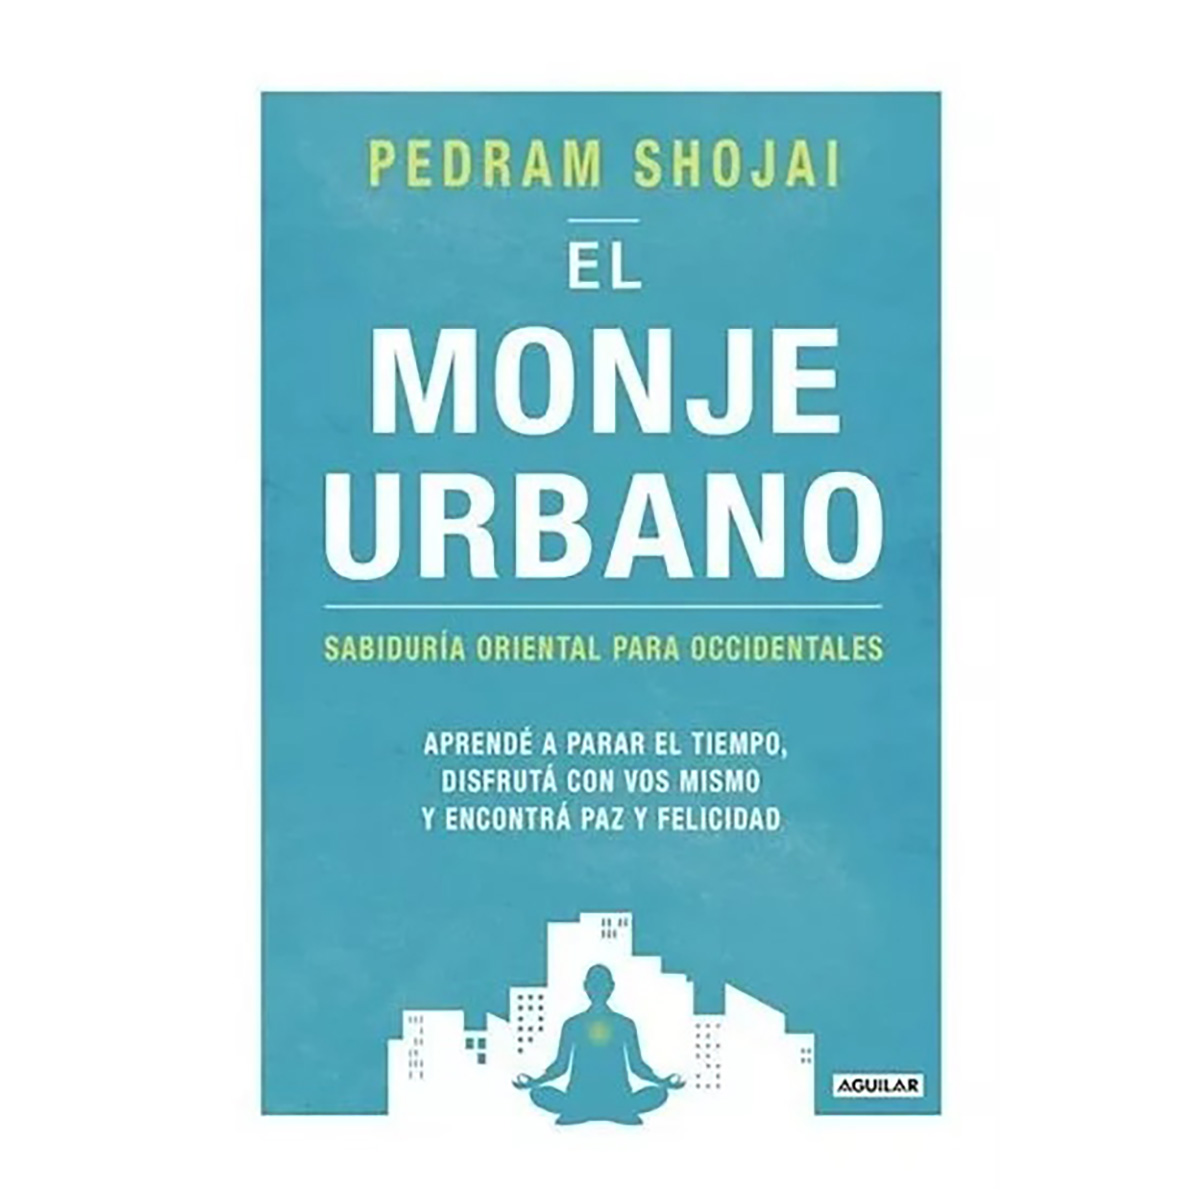 PEDRAM SHOJAI
EL
MONJE
URBANO
SABIDURÍA ORIENTAL PARA OCCIDENTALES
APRENDÉ A PARAR EL TIEMPO,
DISFRUTÁ CON VOS MISMO
Y ENCONTRÁ PAZ Y FELICIDAD
AGUILAR